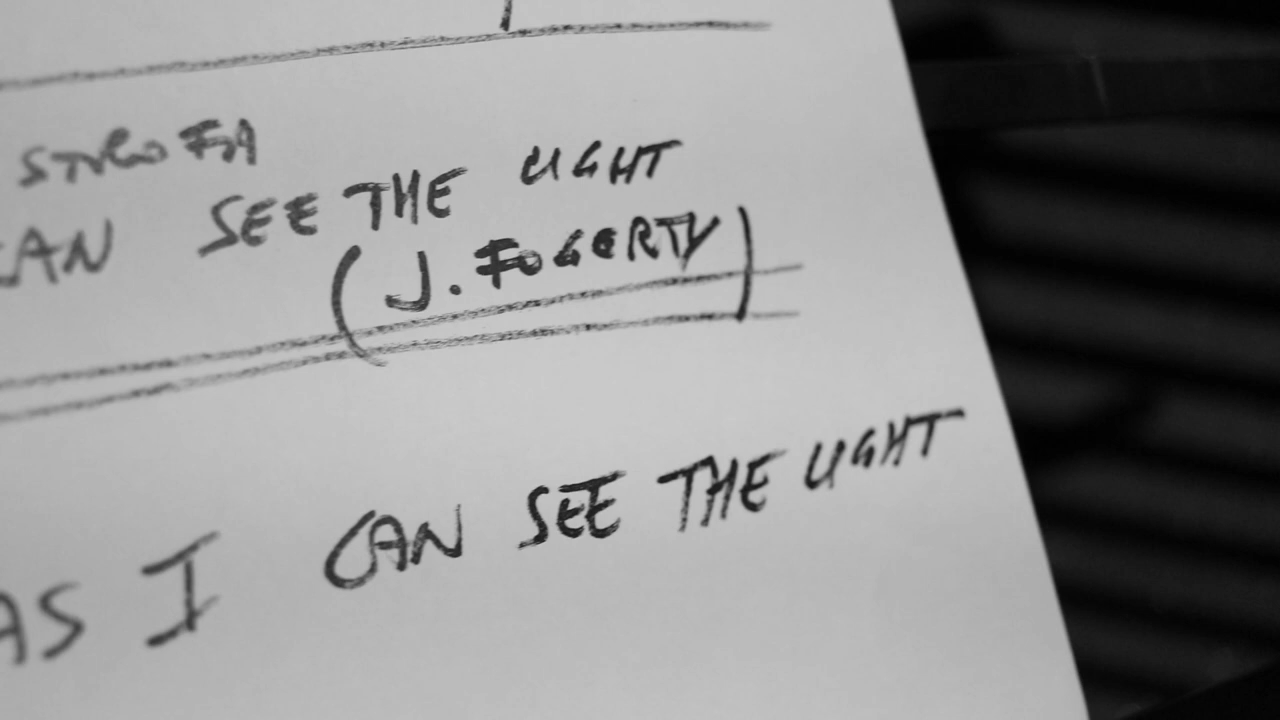 STROFA
CAN SEE THE LIGHT
(J. FOGERTY)
AS I CAN SEE THE LIGHT